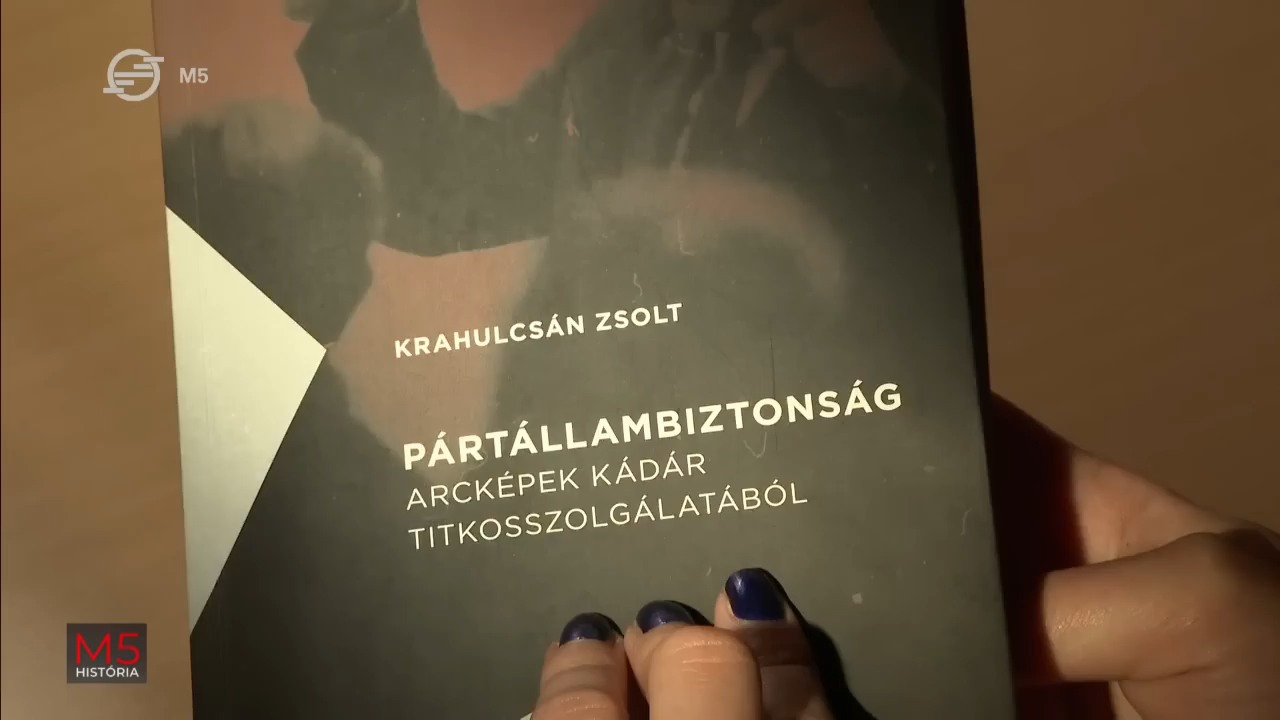 M5
KRAHULCSÁN ZSOLT
PÁRTÁLLAMBIZTONSÁG
ARCKÉPEK KÁDÁR
TITKOSSZOLGÁLATÁBÓL
M5
HISTÓRIA